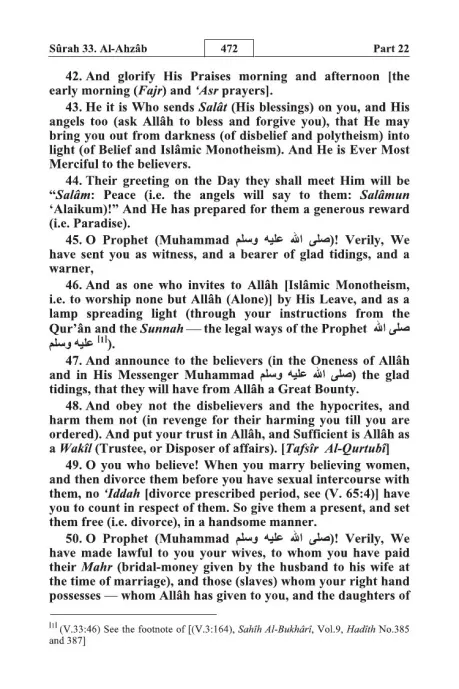 Sûrah 33. Al-Ahzâb 472 Part 22
42. And glorify His Praises morning and afternoon [the
early morning (Fajr) and ‘Asr prayers].
43. He it is Who sends Salât (His blessings) on you, and His
angels too (ask Allâh to bless and forgive you), that He may
bring you out from darkness (of disbelief and polytheism) into
light (of Belief and Islâmic Monotheism). And He is Ever Most
Merciful to the believers.
44. Their greeting on the Day they shall meet Him will be
“Salâm: Peace (i.e. the angels will say to them: Salâmun
‘Alaikum)!” And He has prepared for them a generous reward
(i.e. Paradise).
45. O Prophet (Muhammad صلى الله عليه وسلم)! Verily, We
have sent you as witness, and a bearer of glad tidings, and a
warner,
46. And as one who invites to Allâh [Islâmic Monotheism,
i.e. to worship none but Allâh (Alone)] by His Leave, and as a
lamp spreading light (through your instructions from the
Qur’ân and the Sunnah — the legal ways of the Prophet صلى الله
عليه وسلم [1]).
47. And announce to the believers (in the Oneness of Allâh
and in His Messenger Muhammad صلى الله عليه وسلم) the glad
tidings, that they will have from Allâh a Great Bounty.
48. And obey not the disbelievers and the hypocrites, and
harm them not (in revenge for their harming you till you are
ordered). And put your trust in Allâh, and Sufficient is Allâh as
a Wakîl (Trustee, or Disposer of affairs). [Tafsîr Al-Qurtubî]
49. O you who believe! When you marry believing women,
and then divorce them before you have sexual intercourse with
them, no ‘Iddah [divorce prescribed period, see (V. 65:4)] have
you to count in respect of them. So give them a present, and set
them free (i.e. divorce), in a handsome manner.
50. O Prophet (Muhammad صلى الله عليه وسلم)! Verily, We
have made lawful to you your wives, to whom you have paid
their Mahr (bridal-money given by the husband to his wife at
the time of marriage), and those (slaves) whom your right hand
possesses — whom Allâh has given to you, and the daughters of
[1] (V.33:46) See the footnote of [(V.3:164), Sahîh Al-Bukhârî, Vol.9, Hadîth No.385
and 387]